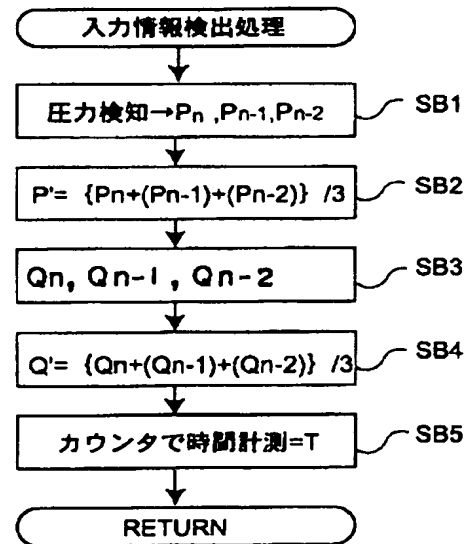 入力情報検出処理
圧力検知→Pn ,Pn-1,Pn-2
SB1
P'= {Pn+(Pn-1)+(Pn-2)} /3
SB2
Qn, Qn-1 , Qn-2
SB3
Q'= {Qn+(Qn-1)+(Qn-2)} /3
SB4
カウンタで時間計測=T
SB5
RETURN